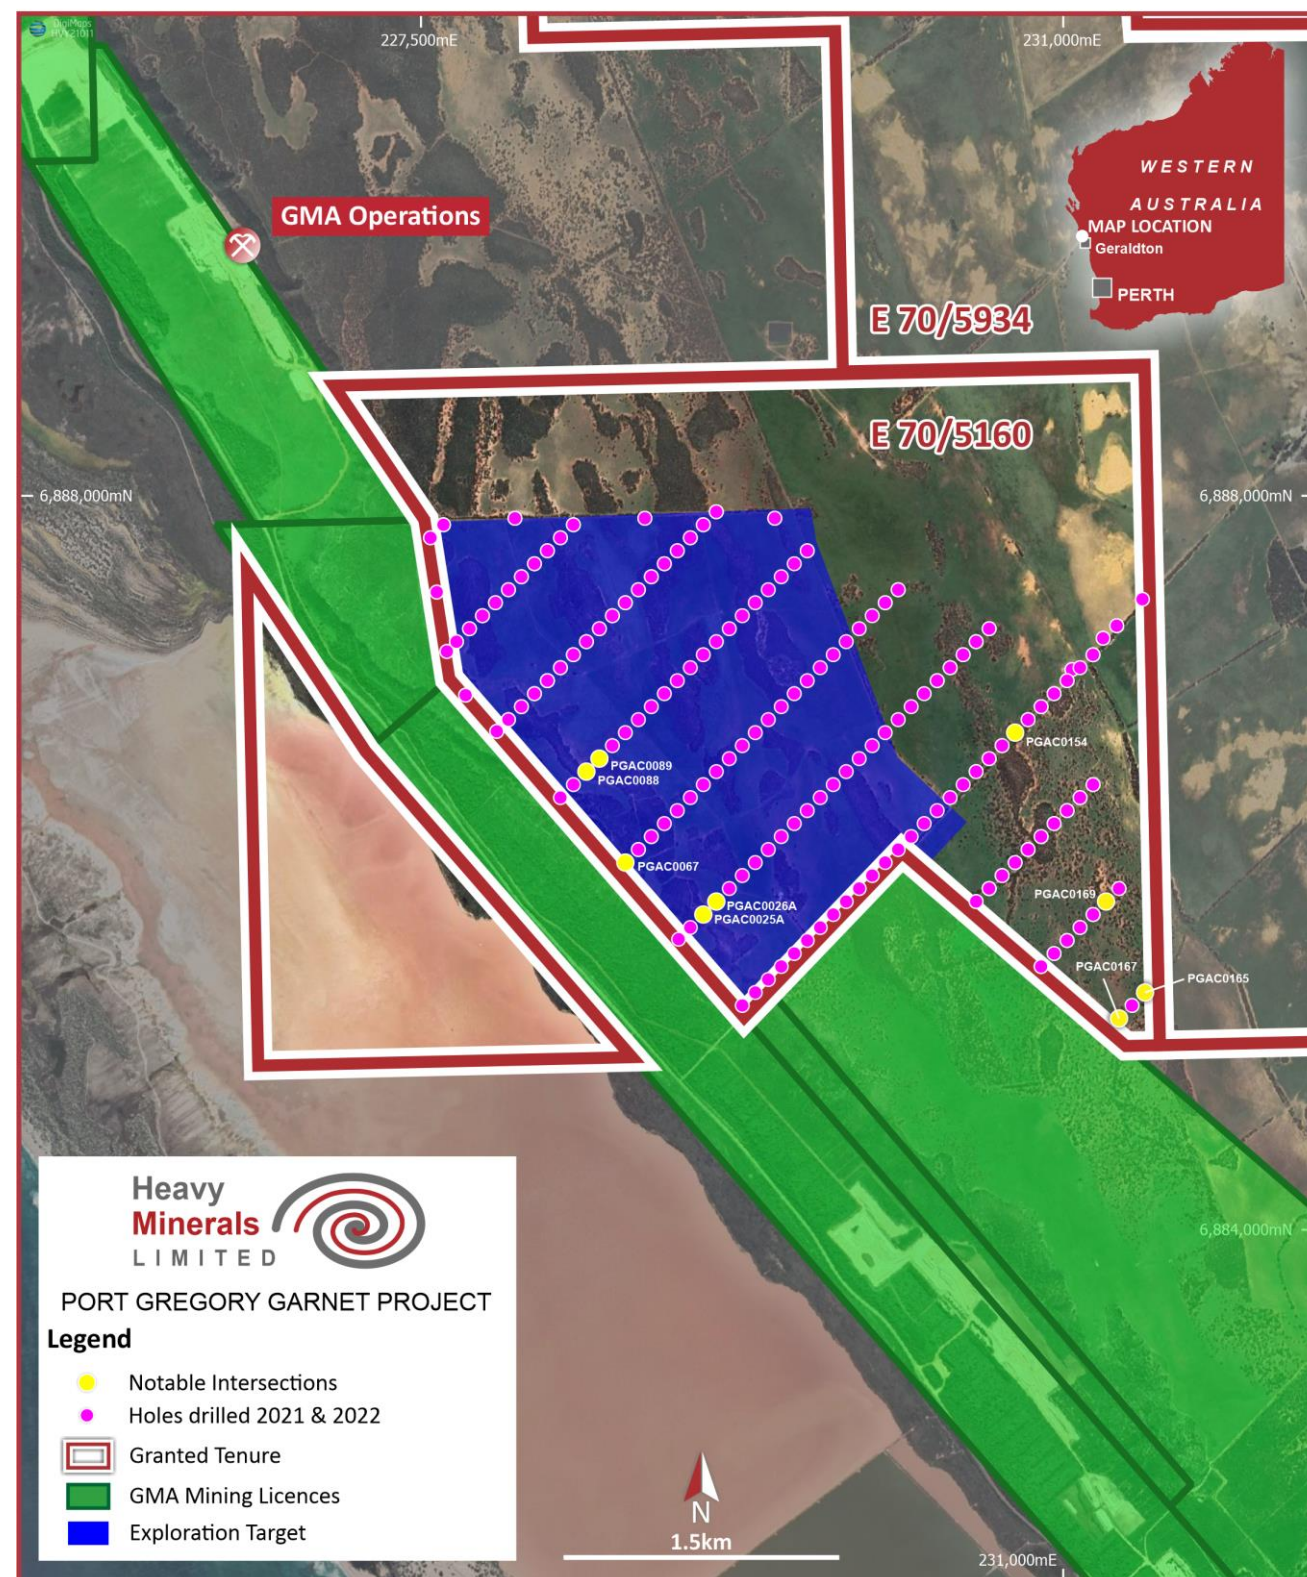 DigiMaps
HVY21011
227,500mE
231,000mE
WESTERN
AUSTRALIA
MAP LOCATION
Geraldton
PERTH
GMA Operations
E 70/5934
E 70/5160
6,888,000mN
6,888,000mN
PGAC0154
PGAC0089
PGAC0088
PGAC0067
PGAC0026A
PGAC0025A
PGAC0169
PGAC0167
PGAC0165
6,884,000mN
Heavy
Minerals
LIMITED
PORT GREGORY GARNET PROJECT
Legend
Notable Intersections
Holes drilled 2021 & 2022
Granted Tenure
GMA Mining Licences
Exploration Target
N
1.5km
231,000mE